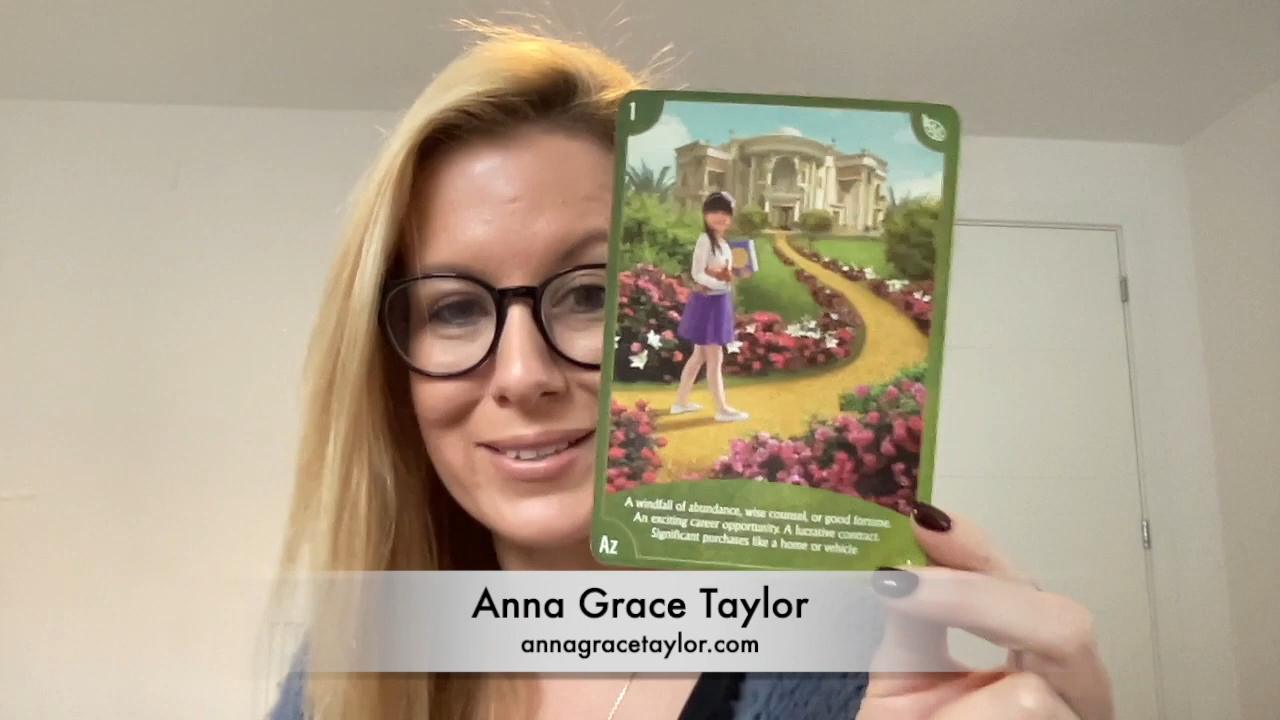 1
A windfall of abundance, wise counsel, or good fortune.
An exciting career opportunity. A lucrative contract.
Significant purchases like a home or vehicle
Az
Anna Grace Taylor
annagracetaylor.com